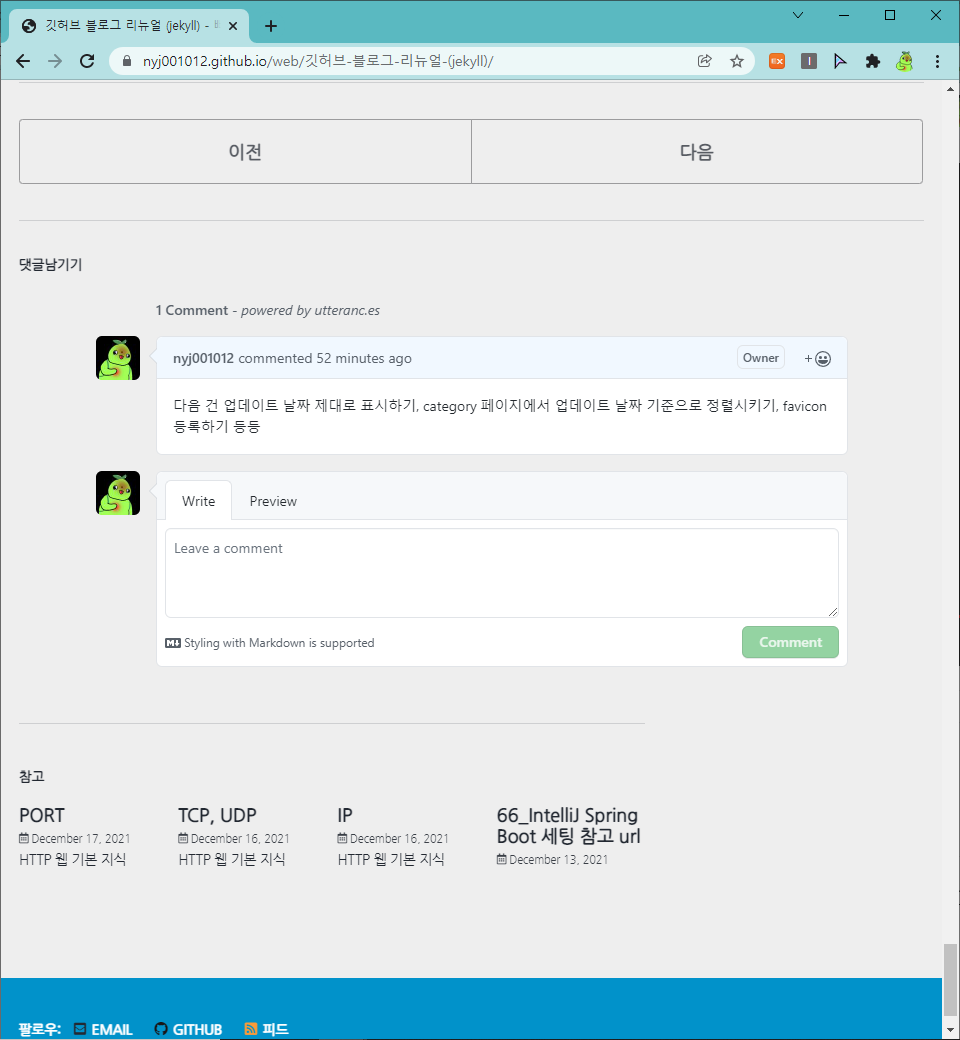 깃허브 블로그 리뉴얼 (jekyll) -
nyj001012.github.io/web/깃허브-블로그-리뉴얼-(jekyll)/
이전
다음
댓글남기기
1 Comment - powered by utteranc.es
nyj001012 commented 52 minutes ago
Owner
다음 건 업데이트 날짜 제대로 표시하기, category 페이지에서 업데이트 날짜 기준으로 정렬시키기, favicon
등록하기 등등
Write
Preview
Leave a comment
Styling with Markdown is supported
Comment
참고
PORT
December 17, 2021
HTTP 웹 기본 지식
TCP, UDP
December 16, 2021
HTTP 웹 기본 지식
IP
December 16, 2021
HTTP 웹 기본 지식
66_IntelliJ Spring
Boot 세팅 참고 url
December 13, 2021
팔로우: EMAIL GITHUB 피드